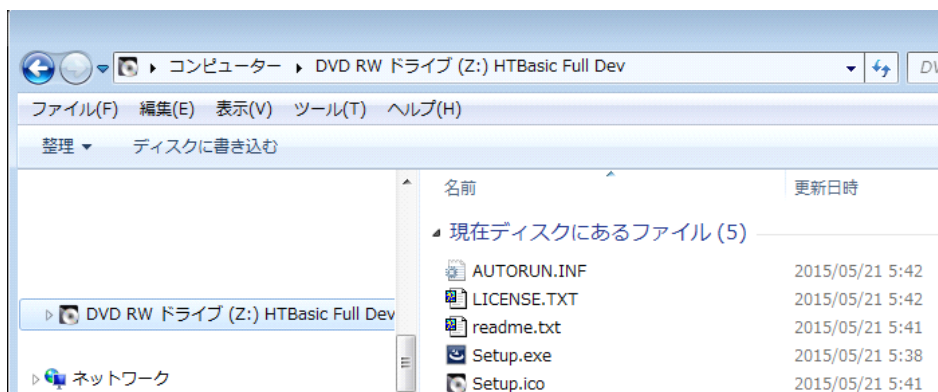 コンピューター DVD RW ドライブ (Z:) HTBasic Full Dev
ファイル(F) 編集(E) 表示(V) ツール(T) ヘルプ(H)
整理 ディスクに書き込む
名前 更新日時
現在ディスクにあるファイル (5)
AUTORUN.INF 2015/05/21 5:42
LICENSE.TXT 2015/05/21 5:42
readme.txt 2015/05/21 5:41
Setup.exe 2015/05/21 5:38
Setup.ico 2015/05/21 5:41
DVD RW ドライブ (Z:) HTBasic Full Dev
ネットワーク